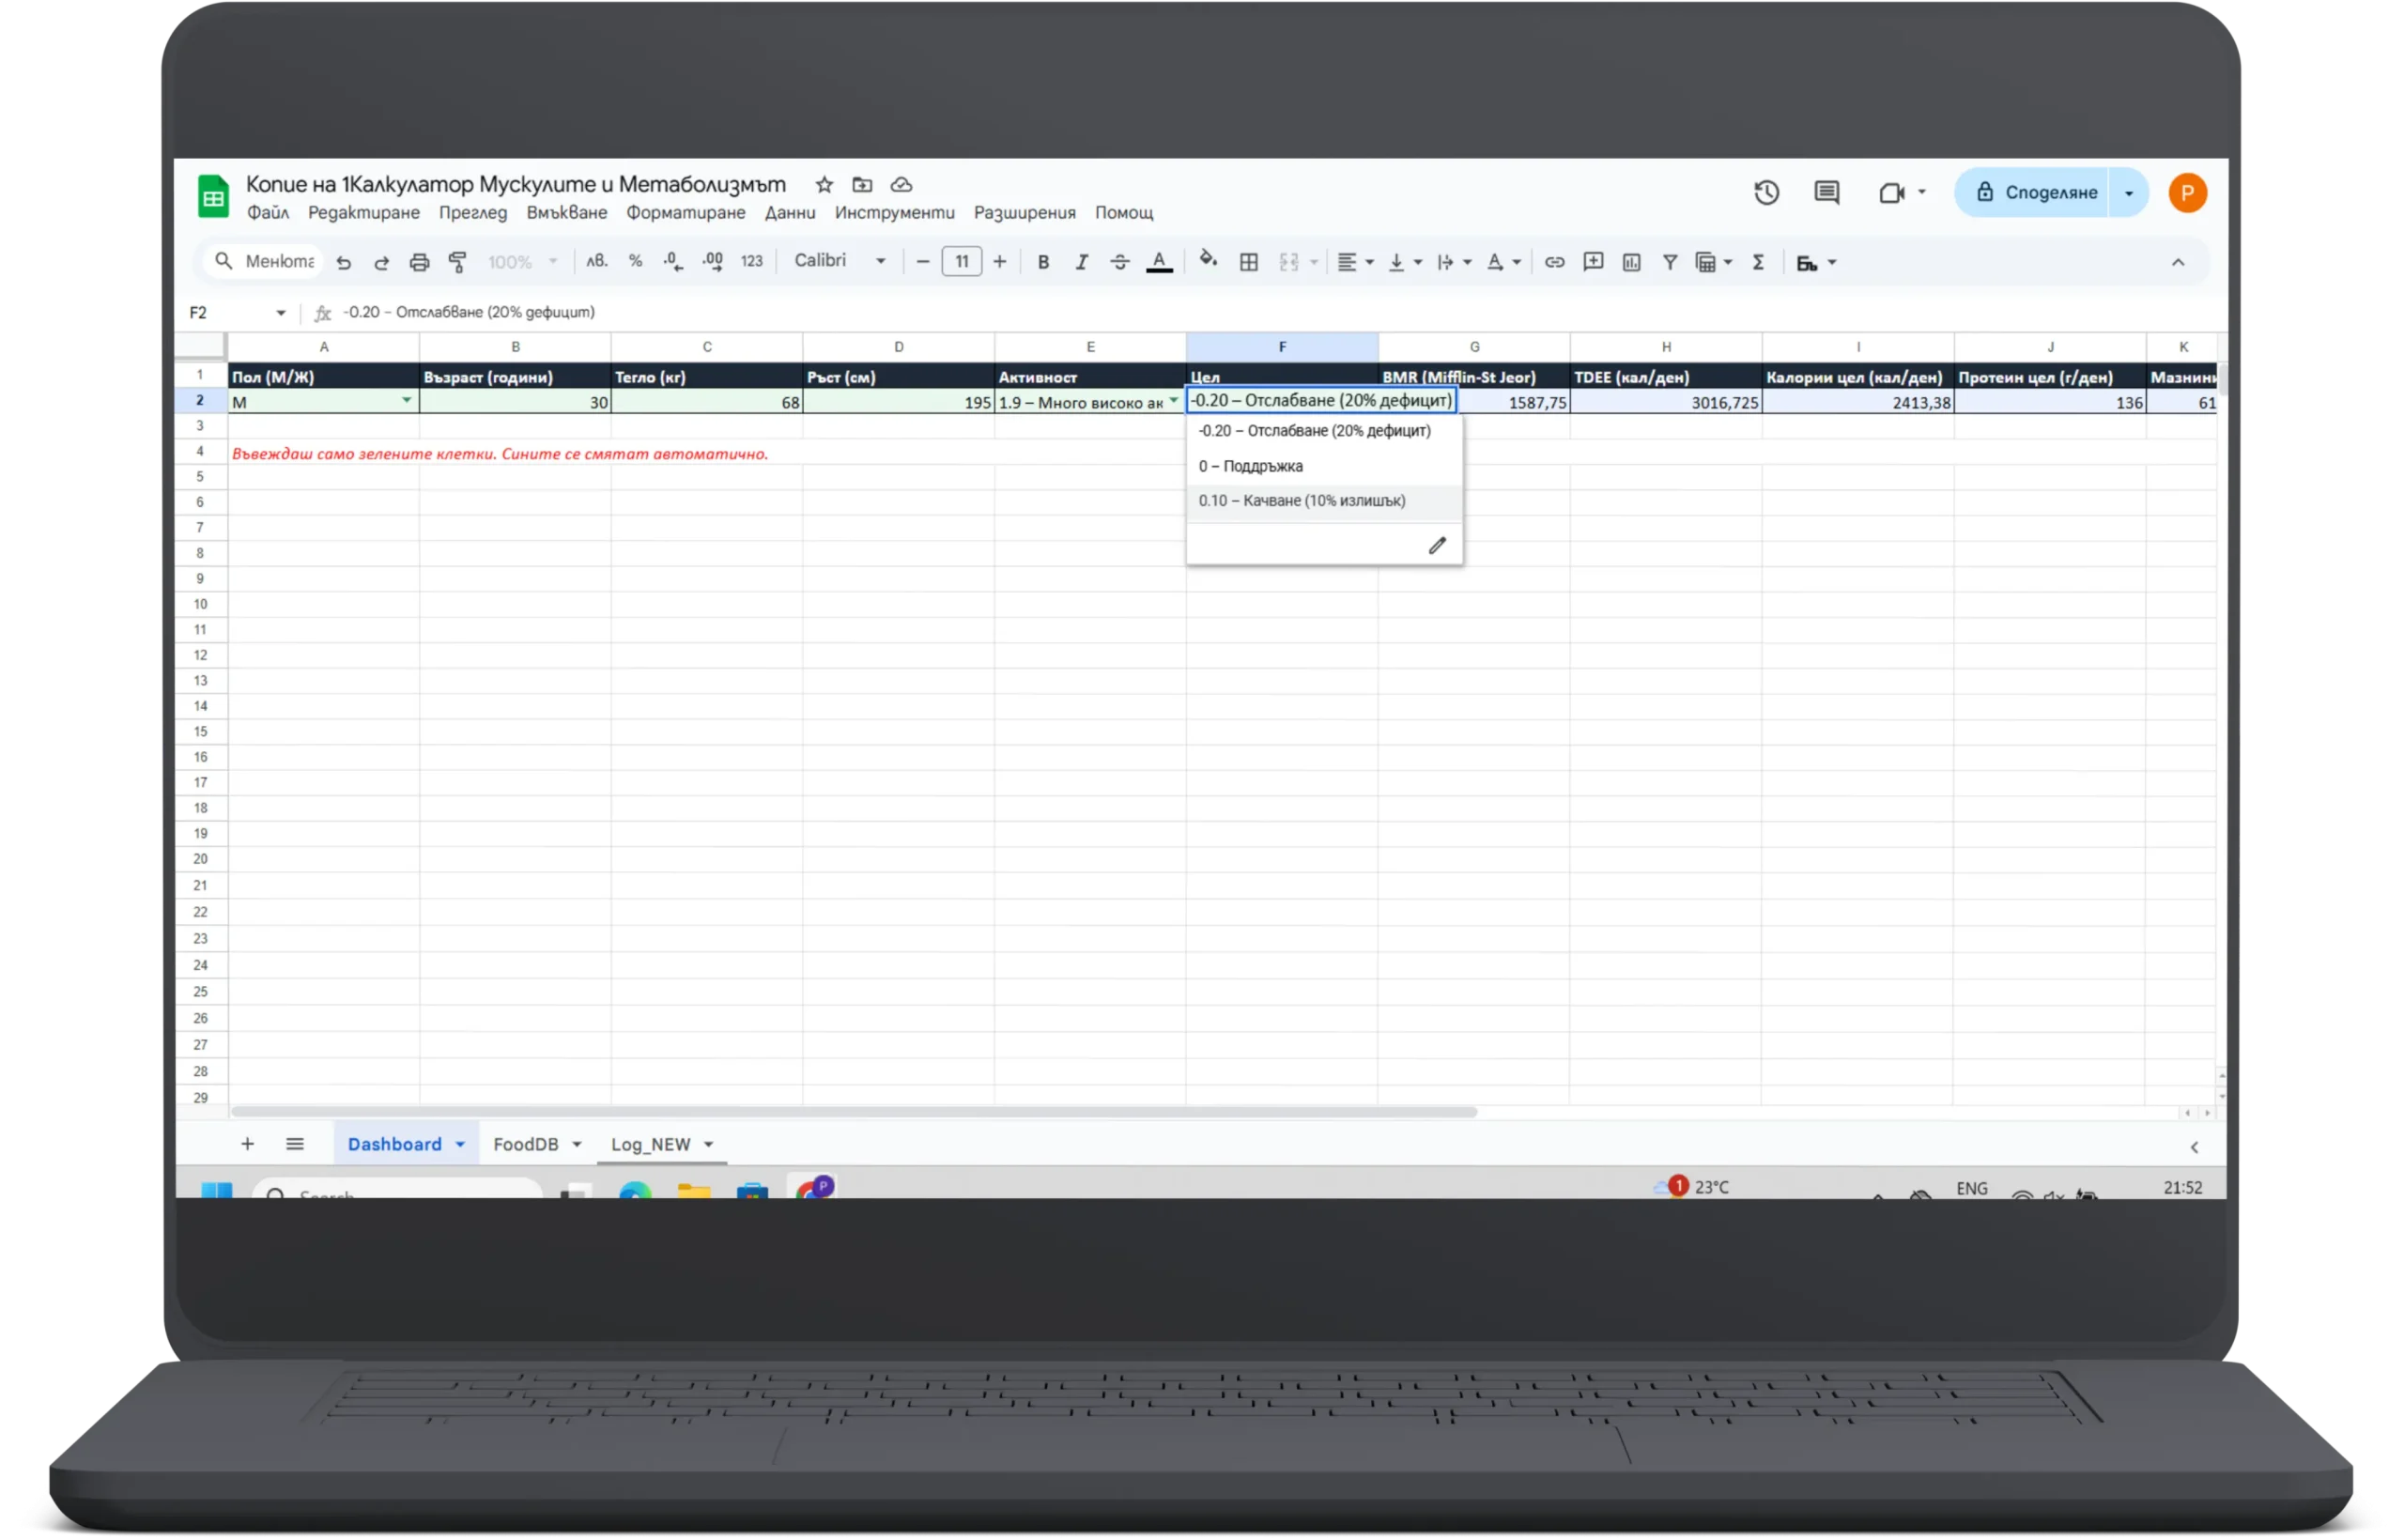 Копие на 1Калкулатор Мускулите и Метаболизмът
Файл Редактиране Преглед Вмъкване Форматиране Данни Инструменти Разширения Помощ
Споделяне
P
100% лв. % .0 .00 123 Calibri 11 B I A Σ
F2 fx -0.20 – Отслабване (20% дефицит)
A B C D E F G H I J K
1 Пол (М/Ж) Възраст (години) Тегло (кг) Ръст (см) Активност Цел BMR (Mifflin-St Jeor) TDEE (кал/ден) Калории цел (кал/ден) Протеин цел (г/ден)
2 М 30 68 195 1.9 – Много високо -0.20 – Отслабване (20% дефицит) 1587,75 3016,725 2413,38 136 61
3
-0.20 – Отслабване (20% дефицит)
4 Въвеждаш само зелените клетки. Сините се смятат автоматично.
0 – Поддръжка
5
6
0.10 – Качване (10% излишък)
7
8
9
10
11
12
13
14
15
16
17
18
19
20
21
22
23
24
25
26
27
28
29
Dashboard FoodDB Log_NEW
Search P 1 23°C ENG 21:52